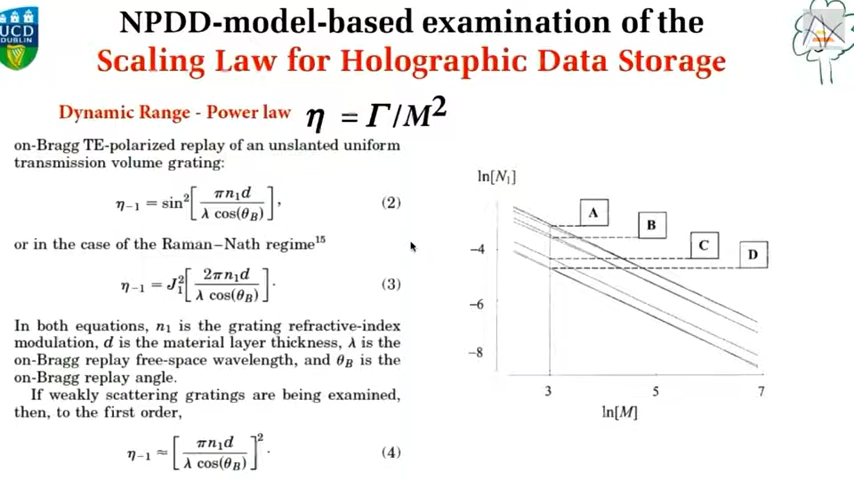 UCD
DUBLIN
NPDD-model-based examination of the
Scaling Law for Holographic Data Storage
Dynamic Range - Power law η = Γ/M²
on-Bragg TE-polarized replay of an unslanted uniform
transmission volume grating:
η₋₁ = sin²[πn₁d / λ cos(θ_B)], (2)
or in the case of the Raman–Nath regime¹⁵
η₋₁ = J₁²[2πn₁d / λ cos(θ_B)]. (3)
In both equations, n₁ is the grating refractive-index
modulation, d is the material layer thickness, λ is the
on-Bragg replay free-space wavelength, and θ_B is the
on-Bragg replay angle.
If weakly scattering gratings are being examined,
then, to the first order,
η₋₁ ≈ [πn₁d / λ cos(θ_B)]². (4)
ln[N₁]
A
B
C
D
-4
-6
-8
3 5 7
ln[M]